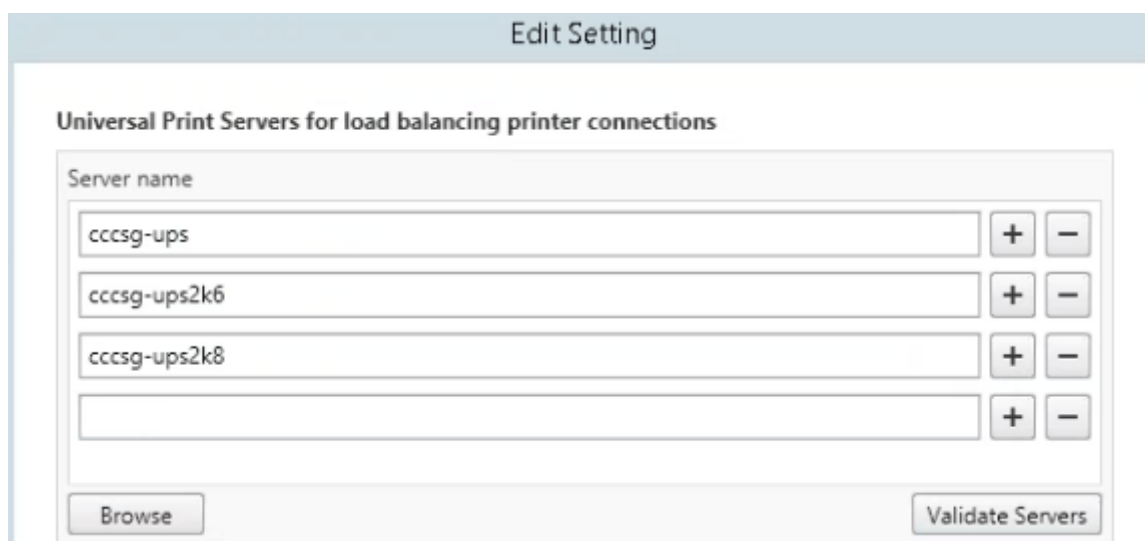 Edit Setting
Universal Print Servers for load balancing printer connections
Server name
cccsg-ups
cccsg-ups2k6
cccsg-ups2k8
Browse Validate Servers